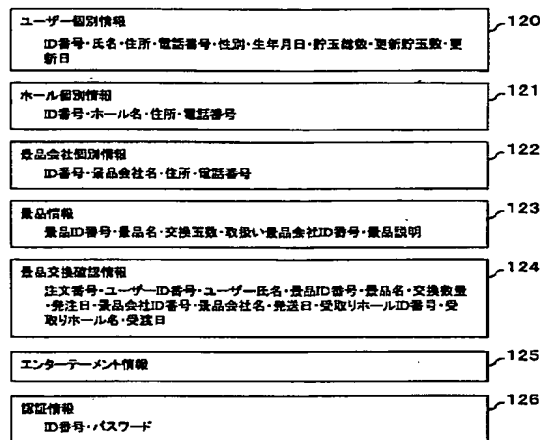 ユーザー個別情報
120
ID番号・氏名・住所・電話番号・性別・生年月日・貯玉総数・更新貯玉数・更
新日
ホール個別情報
121
ID番号・ホール名・住所・電話番号
景品会社個別情報
122
ID番号・景品会社名・住所・電話番号
景品情報
123
景品ID番号・景品名・交換玉数・取扱い景品会社ID番号・景品説明
景品交換確認情報
124
注文番号・ユーザーID番号・ユーザー氏名・景品ID番号・景品名・交換数量
・発注日・景品会社ID番号・景品会社名・発送日・受取りホールID番号・受
取りホール名・受渡日
エンターテーメント情報
125
認証情報
126
ID番号・パスワード